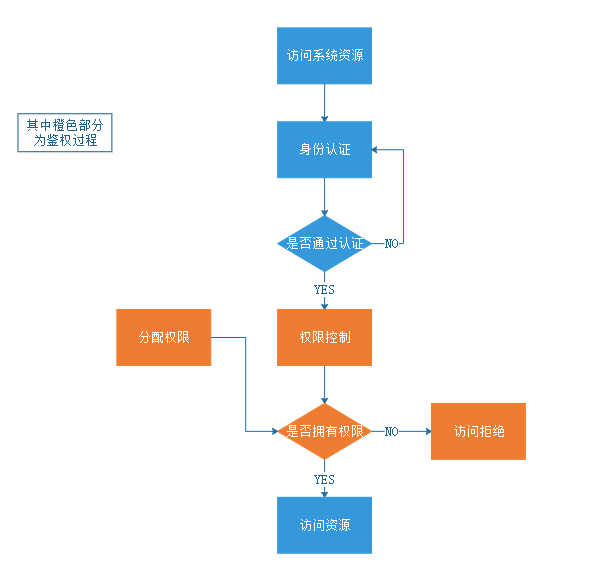 访问系统资源
其中橙色部分
为鉴权过程
身份认证
是否通过认证
NO
YES
分配权限
权限控制
是否拥有权限
NO
访问拒绝
YES
访问资源